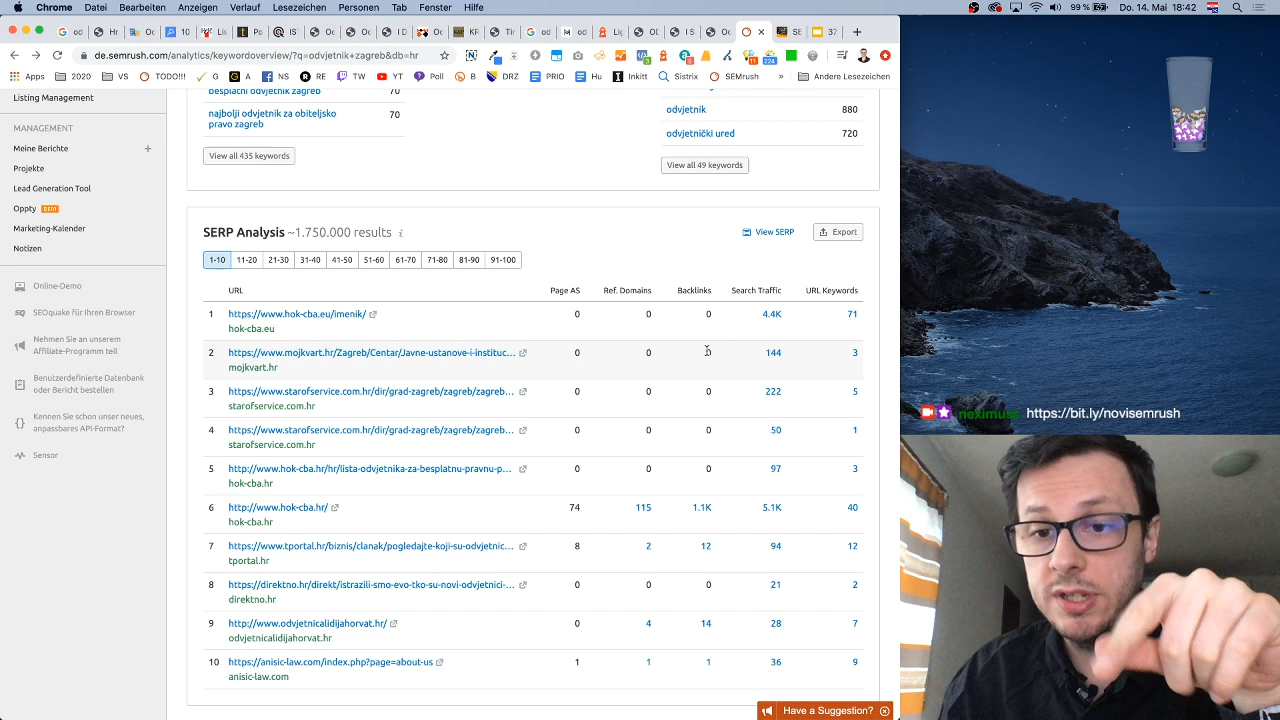 Chrome Datei Bearbeiten Anzeigen Verlauf Lesezeichen Personen Tab Fenster Hilfe 99 % Do. 14. Mai 18:42
de.semrush.com/analytics/keywordoverview/?q=odvjetnik+zagreb&db=hr
Apps 2020 VS TODO!!! G A NS RE TW YT Poll B DRZ PRIO Hu Inkitt Sistrix SEMrush » Andere Lesezeichen
Listing Management
MANAGEMENT
Meine Berichte +
Projekte
Lead Generation Tool
Oppty
Marketing-Kalender
Notizen
Online-Demo
SEOquake für Ihren Browser
Nehmen Sie an unserem
Affiliate-Programm teil
Benutzerdefinierte Datenbank
oder Bericht bestellen
Kennen Sie schon unser neues,
anpassbares API-Format?
Sensor
besplatni odvjetnik zagreb 70
najbolji odvjetnik za obiteljsko
pravo zagreb 70
View all 435 keywords
odvjetnik 880
odvjetnički ured 720
View all 49 keywords
SERP Analysis ~1.750.000 results i
View SERP Export
1-10 11-20 21-30 31-40 41-50 51-60 61-70 71-80 81-90 91-100
URL Page AS Ref. Domains Backlinks Search Traffic URL Keywords
1 https://www.hok-cba.eu/imenik/ 0 0 0 4.4K 71
hok-cba.eu
2 https://www.mojkvart.hr/Zagreb/Centar/Javne-ustanove-i-instituc... 0 0 0 144 3
mojkvart.hr
3 https://www.starofservice.com.hr/dir/grad-zagreb/zagreb/zagreb... 0 0 0 222 5
starofservice.com.hr
4 https://www.starofservice.com.hr/dir/grad-zagreb/zagreb/zagreb... 0 0 0 50 1
starofservice.com.hr
5 http://www.hok-cba.hr/hr/lista-odvjetnika-za-besplatnu-pravnu-p... 0 0 0 97 3
hok-cba.hr
6 http://www.hok-cba.hr/ 74 115 1.1K 5.1K 40
hok-cba.hr
7 https://www.tportal.hr/biznis/clanak/pogledajte-koji-su-odvjetnic... 8 2 12 94 12
tportal.hr
8 https://direktno.hr/direkt/istrazili-smo-evo-tko-su-novi-odvjetnici-... 0 0 0 21 2
direktno.hr
9 http://www.odvjetnicalidijahorvat.hr/ 0 4 14 28 7
odvjetnicalidijahorvat.hr
10 https://anisic-law.com/index.php?page=about-us 1 1 1 36 9
anisic-law.com
Have a Suggestion?
neximuss https://bit.ly/novisemrush